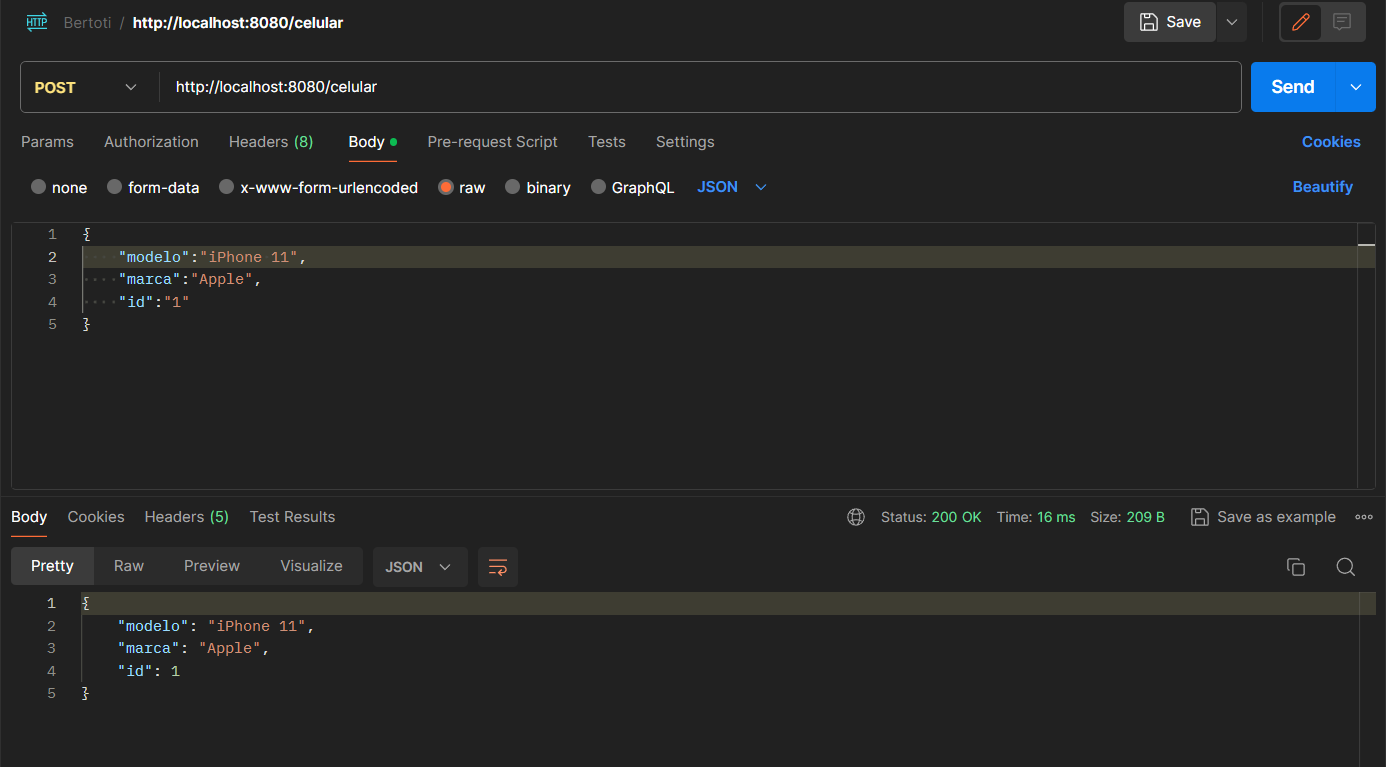 HTTP Bertoti / http://localhost:8080/celular Save
POST http://localhost:8080/celular Send
Params Authorization Headers (8) Body Pre-request Script Tests Settings Cookies
none form-data x-www-form-urlencoded raw binary GraphQL JSON Beautify
1 {
2 "modelo":"iPhone 11",
3 "marca":"Apple",
4 "id":"1"
5 }
Body Cookies Headers (5) Test Results Status: 200 OK Time: 16 ms Size: 209 B Save as example
Pretty Raw Preview Visualize JSON
1 {
2 "modelo": "iPhone 11",
3 "marca": "Apple",
4 "id": 1
5 }